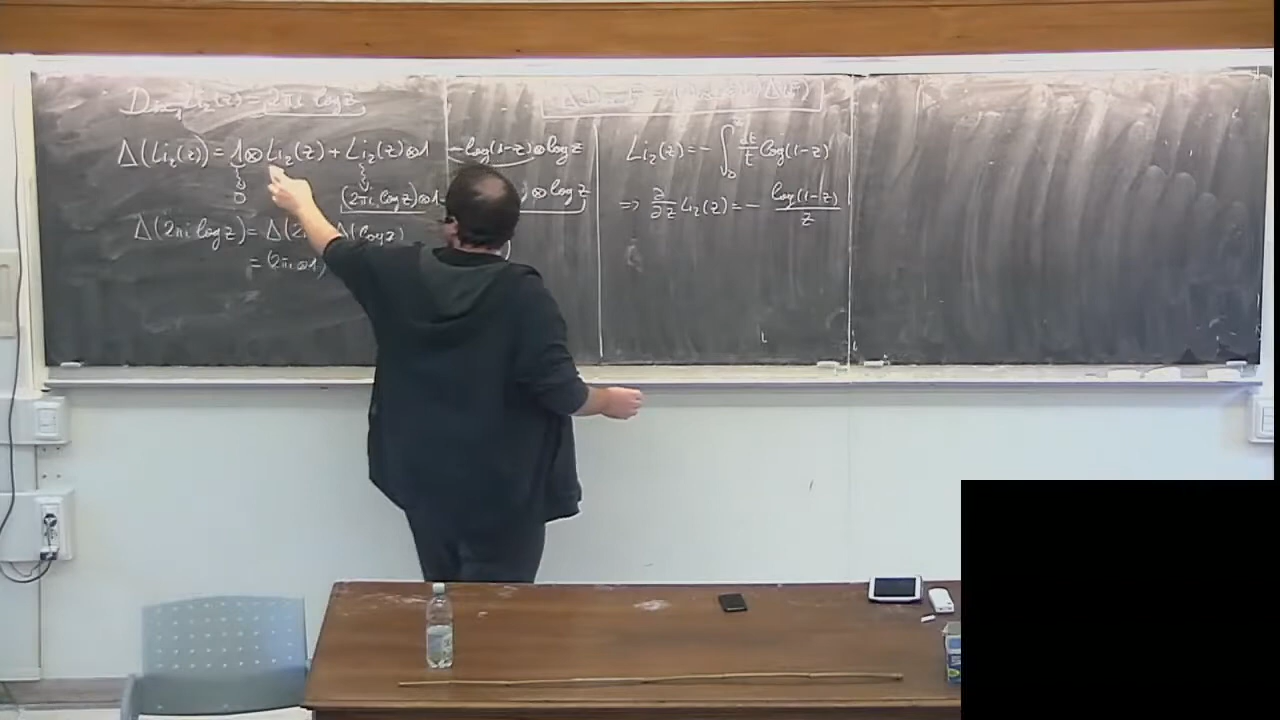 Disc Li₂(z) = 2πi log z
Δ(Li₂(z)) = 1⊗Li₂(z) + Li₂(z)⊗1 - log(1-z)⊗log z
0 (2πi log z)⊗1 ⊗ log z
Δ(2πi log z) = Δ(2 Δ(log z)
= (2πi⊗1)
Li₂(z) = - ∫₀ᶻ dt/t log(1-t)
=> ∂/∂z Li₂(z) = - log(1-z)/z